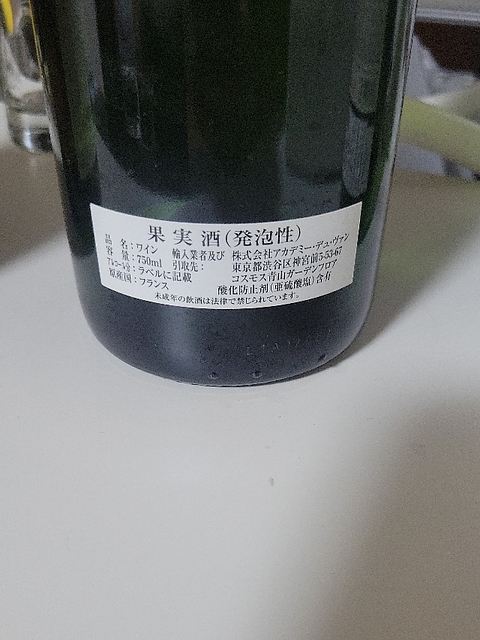 果実酒(発泡性)
品名:ワイン 輸入業者及び 株式会社アカデミー・デュ・ヴァン
容量:750ml 引取先: 東京都渋谷区神宮前5-53-67
アルコール分:ラベルに記載 コスモス青山ガーデンフロア
原産国:フランス 酸化防止剤(亜硫酸塩)含有
未成年の飲酒は法律で禁じられています。